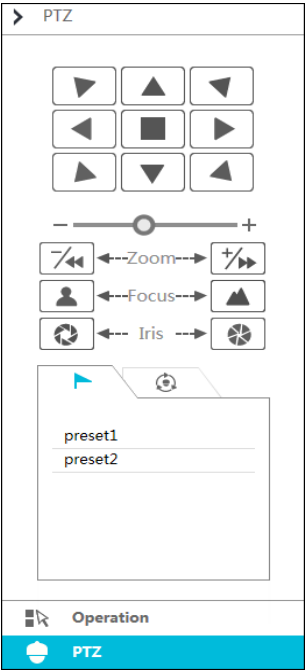 PTZ
Zoom
Focus
Iris
preset1
preset2
Operation
PTZ